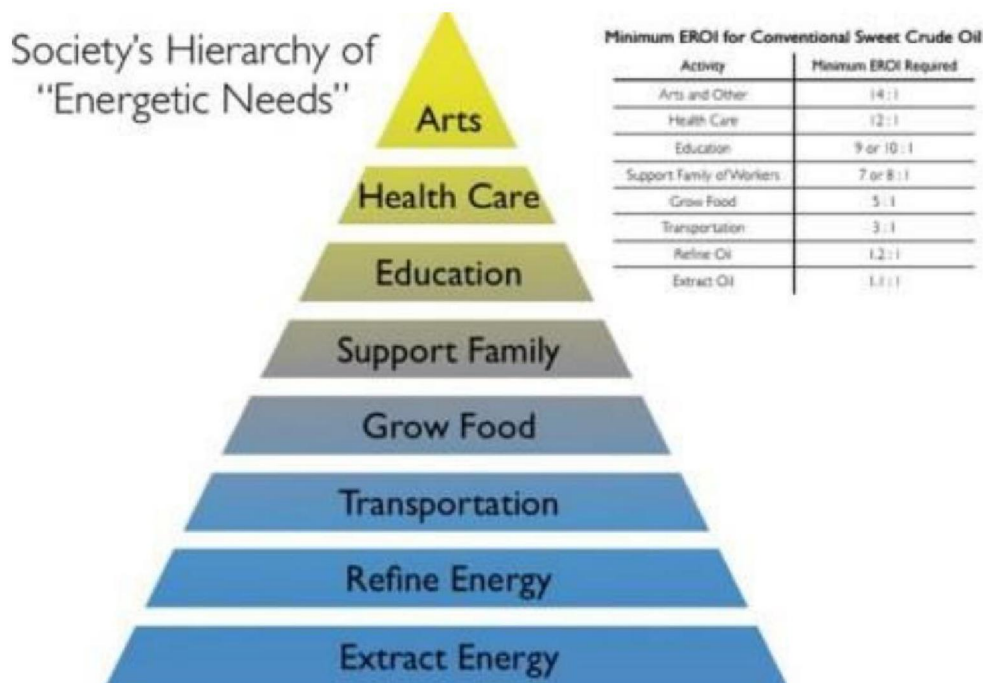 Society's Hierarchy of
"Energetic Needs"
Arts
Health Care
Education
Support Family
Grow Food
Transportation
Refine Energy
Extract Energy
Minimum EROI for Conventional Sweet Crude Oil
Activity Minimum EROI Required
Arts and Other 14 : 1
Health Care 12 : 1
Education 9 or 10 : 1
Support Family of Workers 7 or 8 : 1
Grow Food 5 : 1
Transportation 3 : 1
Refine Oil 1.2 : 1
Extract Oil 1.1 : 1